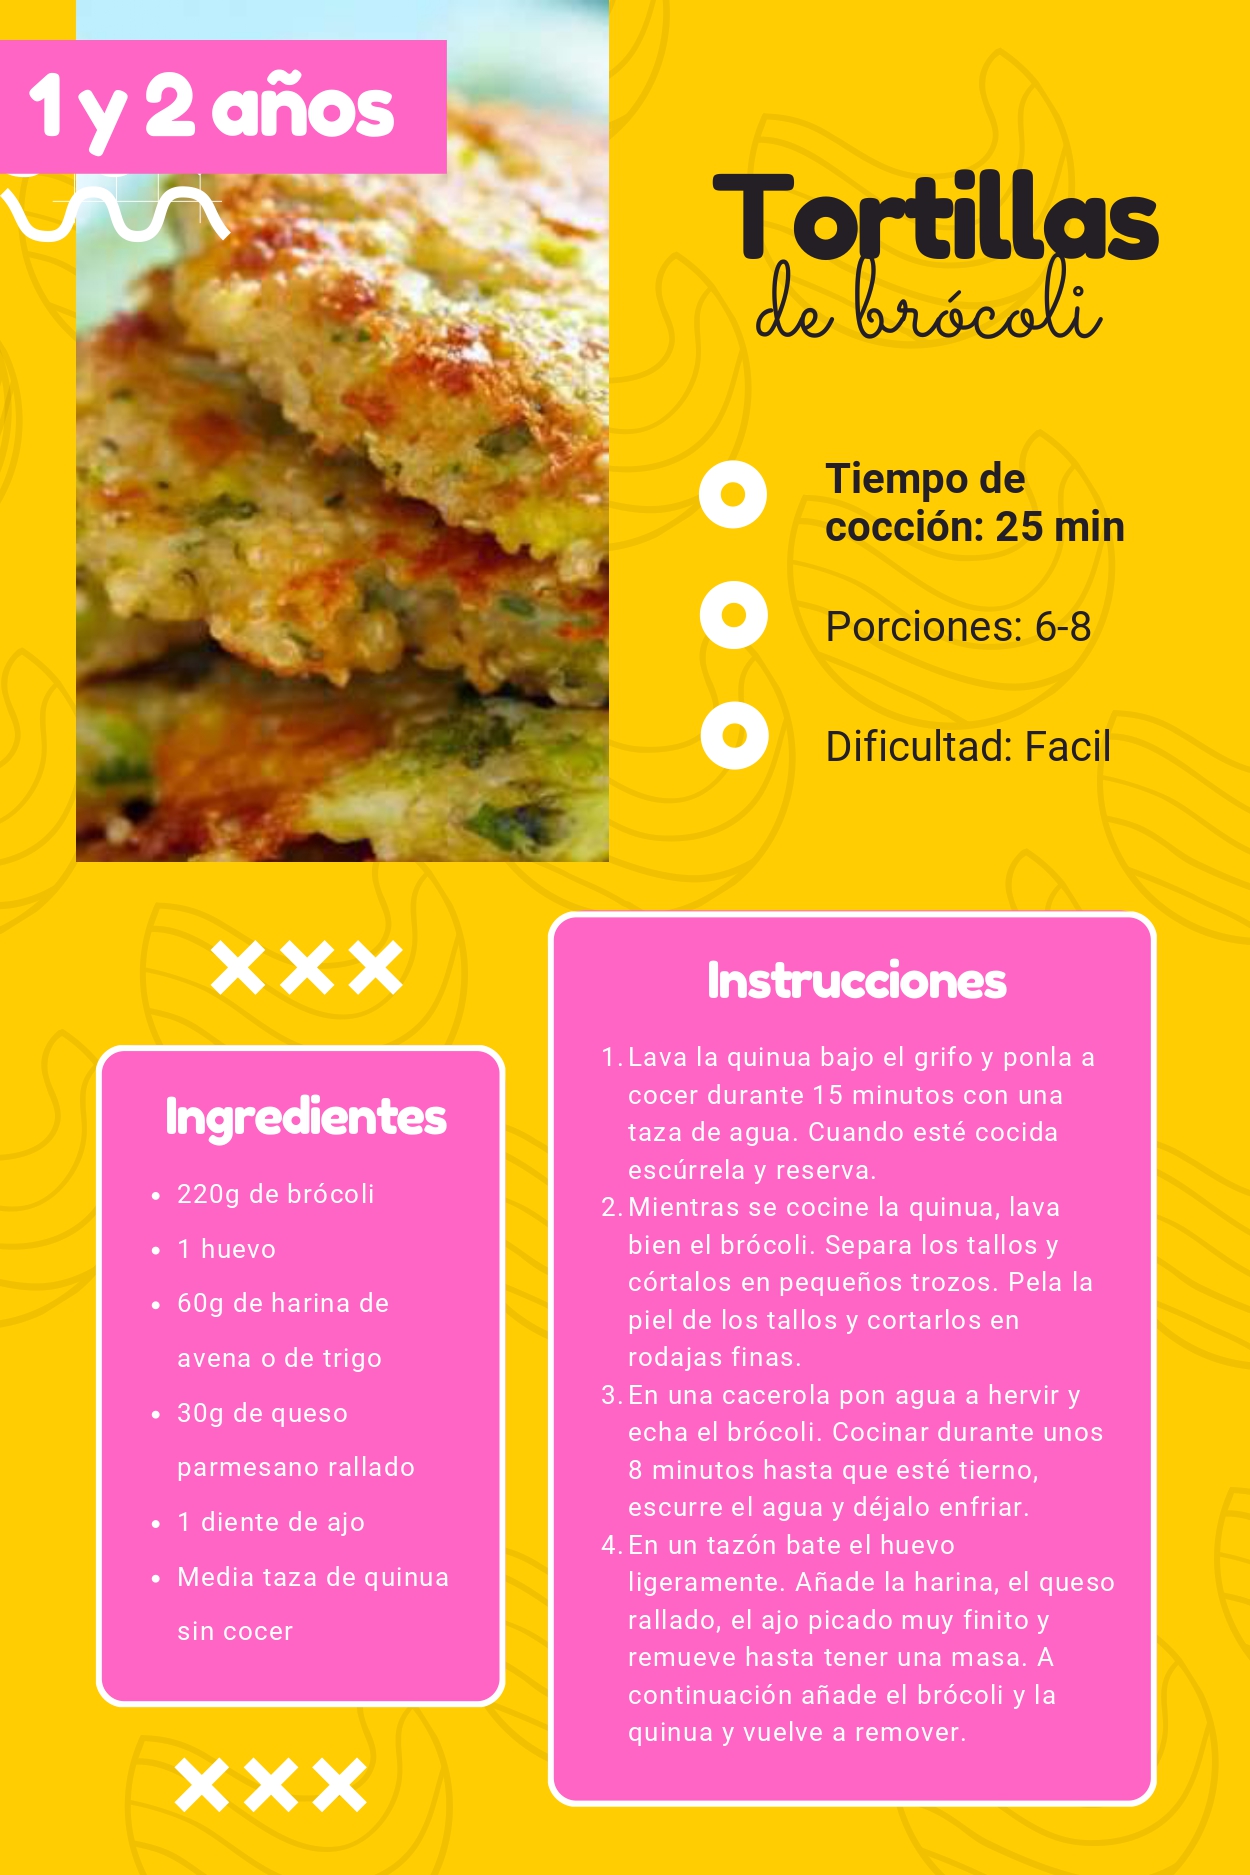 1 y 2 años
Tortillas
de brócoli
Tiempo de
cocción: 25 min
Porciones: 6-8
Dificultad: Facil
Ingredientes
• 220g de brócoli
• 1 huevo
• 60g de harina de
avena o de trigo
• 30g de queso
parmesano rallado
• 1 diente de ajo
• Media taza de quinua
sin cocer
Instrucciones
1. Lava la quinua bajo el grifo y ponla a
cocer durante 15 minutos con una
taza de agua. Cuando esté cocida
escúrrela y reserva.
2. Mientras se cocine la quinua, lava
bien el brócoli. Separa los tallos y
córtalos en pequeños trozos. Pela la
piel de los tallos y cortarlos en
rodajas finas.
3. En una cacerola pon agua a hervir y
echa el brócoli. Cocinar durante unos
8 minutos hasta que esté tierno,
escurre el agua y déjalo enfriar.
4. En un tazón bate el huevo
ligeramente. Añade la harina, el queso
rallado, el ajo picado muy finito y
remueve hasta tener una masa. A
continuación añade el brócoli y la
quinua y vuelve a remover.